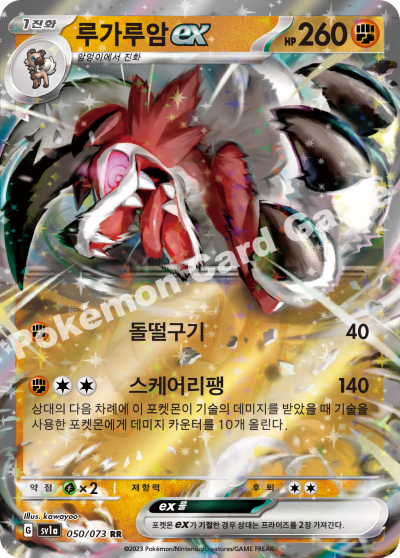 1진화
루가루암 ex
HP 260
암멍이에서 진화
돌떨구기 40
스케어리팽 140
상대의 다음 차례에 이 포켓몬이 기술의 데미지를 받았을 때 기술을
사용한 포켓몬에게 데미지 카운터를 10개 올린다.
Pokémon Card Game
약점 ×2 저항력 후퇴
Illus. kawayoo
ex 룰
포켓몬 ex가 기절한 경우 상대는 프라이즈를 2장 가져간다.
G sv1a 050/073 RR
©2023 Pokémon/Nintendo/Creatures/GAME FREAK.